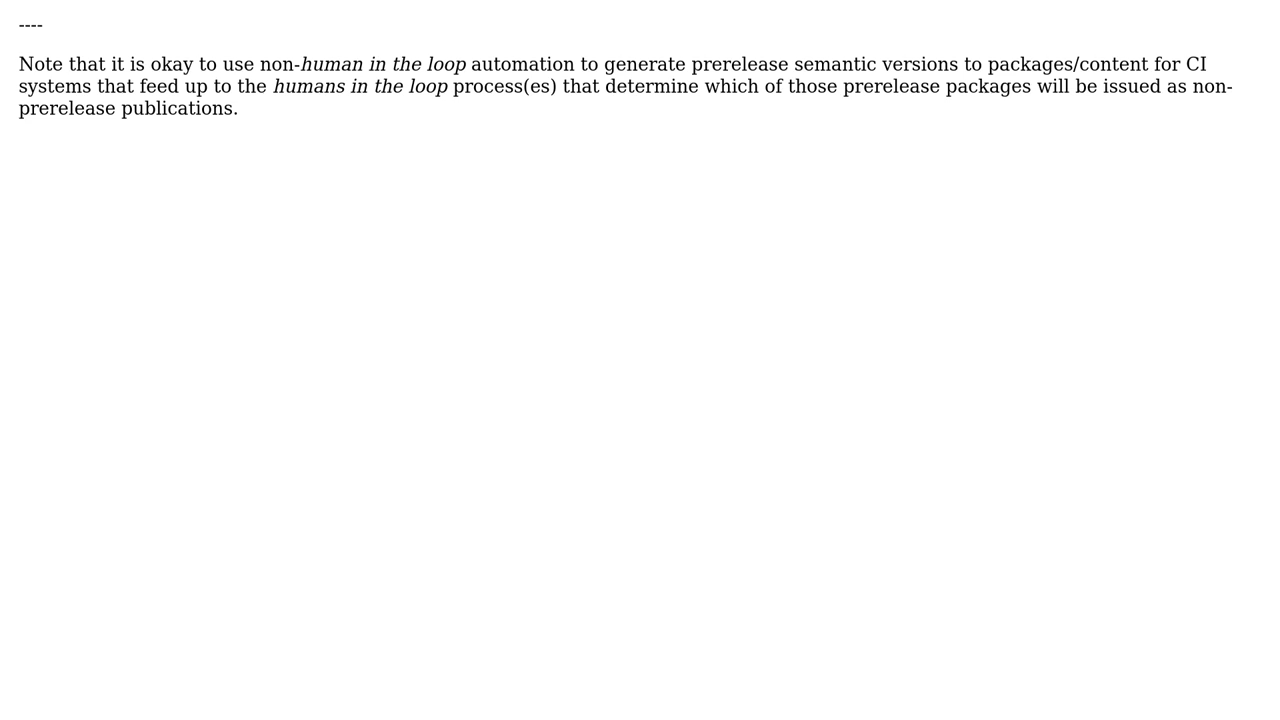 ----
Note that it is okay to use non-human in the loop automation to generate prerelease semantic versions to packages/content for CI
systems that feed up to the humans in the loop process(es) that determine which of those prerelease packages will be issued as non-
prerelease publications.